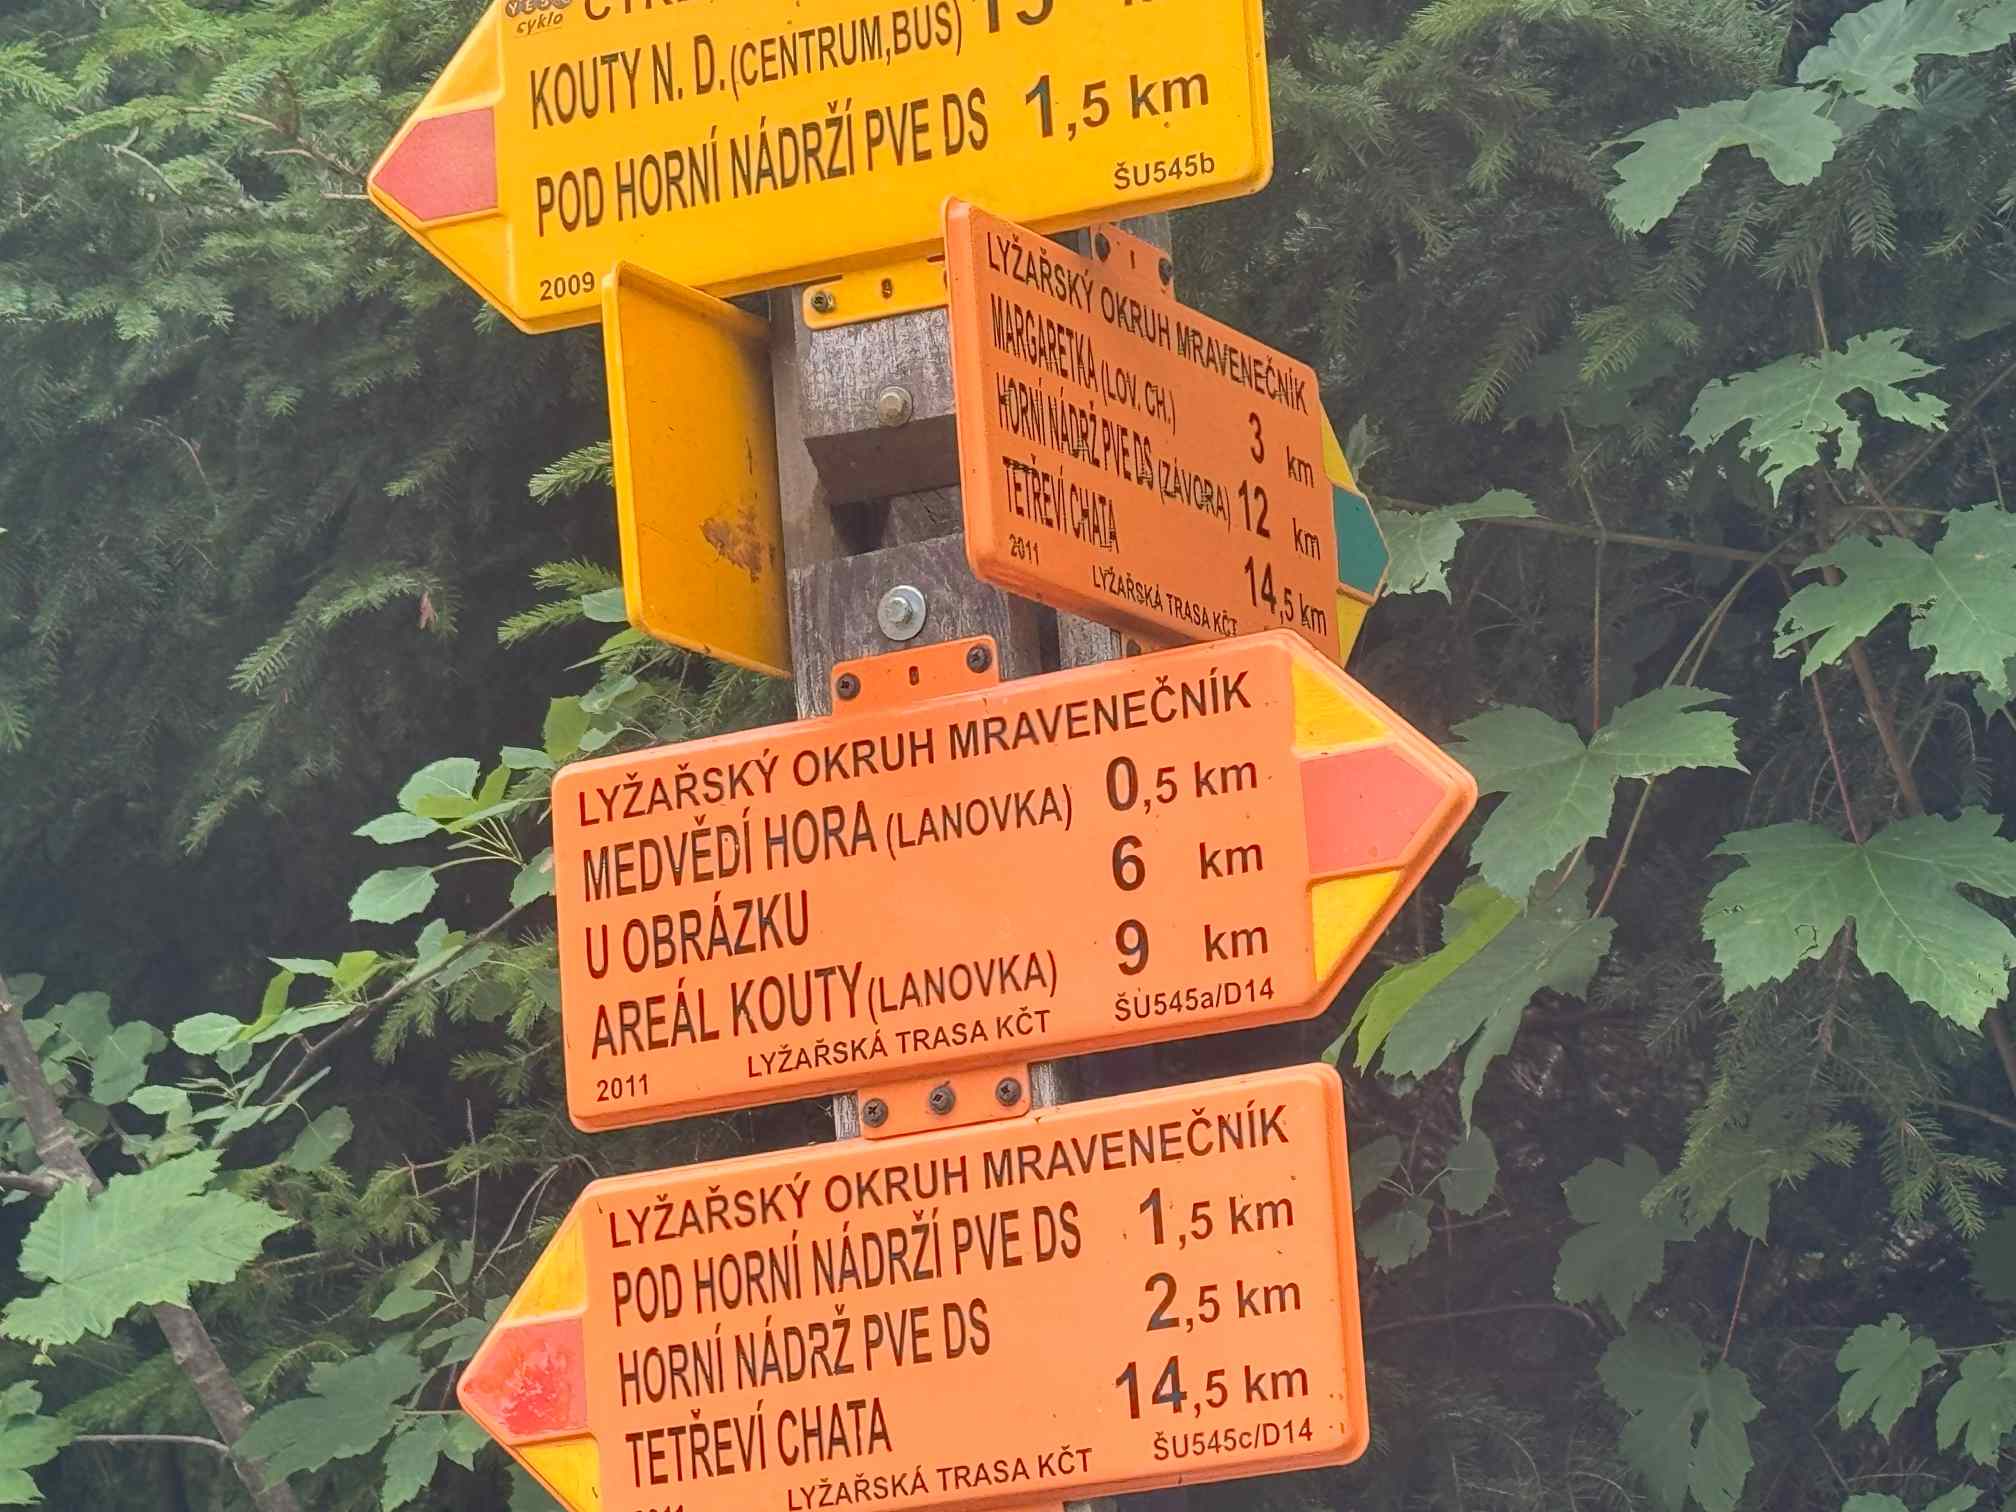 cyklo
KOUTY N. D. (CENTRUM, BUS) 15
POD HORNÍ NÁDRŽÍ PVE DS 1,5 km
2009 ŠU545b
LYŽAŘSKÝ OKRUH MRAVENEČNÍK
MARGARETKA (LOV. CH.) 3 km
HORNÍ NÁDRŽ PVE DS (ZÁVORA) 12 km
TETŘEVÍ CHATA 14,5 km
2011 LYŽAŘSKÁ TRASA KČT
LYŽAŘSKÝ OKRUH MRAVENEČNÍK
MEDVĚDÍ HORA (LANOVKA) 0,5 km
U OBRÁZKU 6 km
AREÁL KOUTY (LANOVKA) 9 km
2011 LYŽAŘSKÁ TRASA KČT ŠU545a/D14
LYŽAŘSKÝ OKRUH MRAVENEČNÍK
POD HORNÍ NÁDRŽÍ PVE DS 1,5 km
HORNÍ NÁDRŽ PVE DS 2,5 km
TETŘEVÍ CHATA 14,5 km
2011 LYŽAŘSKÁ TRASA KČT ŠU545c/D14